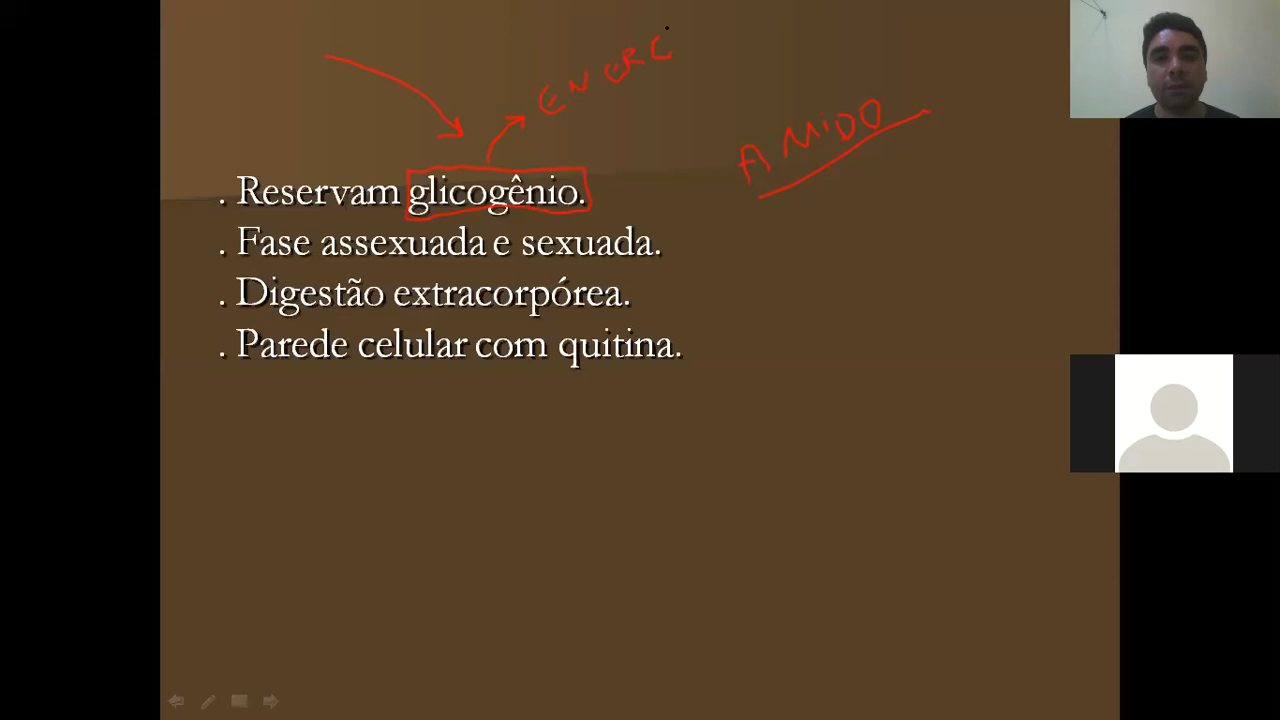 ENERG
AMIDO
. Reservam glicogênio.
. Fase assexuada e sexuada.
. Digestão extracorpórea.
. Parede celular com quitina.